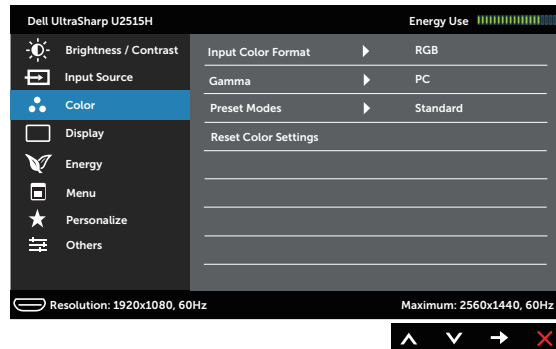 Dell UltraSharp U2515H Energy Use
Brightness / Contrast
Input Source
Color
Display
Energy
Menu
Personalize
Others
Input Color Format RGB
Gamma PC
Preset Modes Standard
Reset Color Settings
Resolution: 1920x1080, 60Hz Maximum: 2560x1440, 60Hz